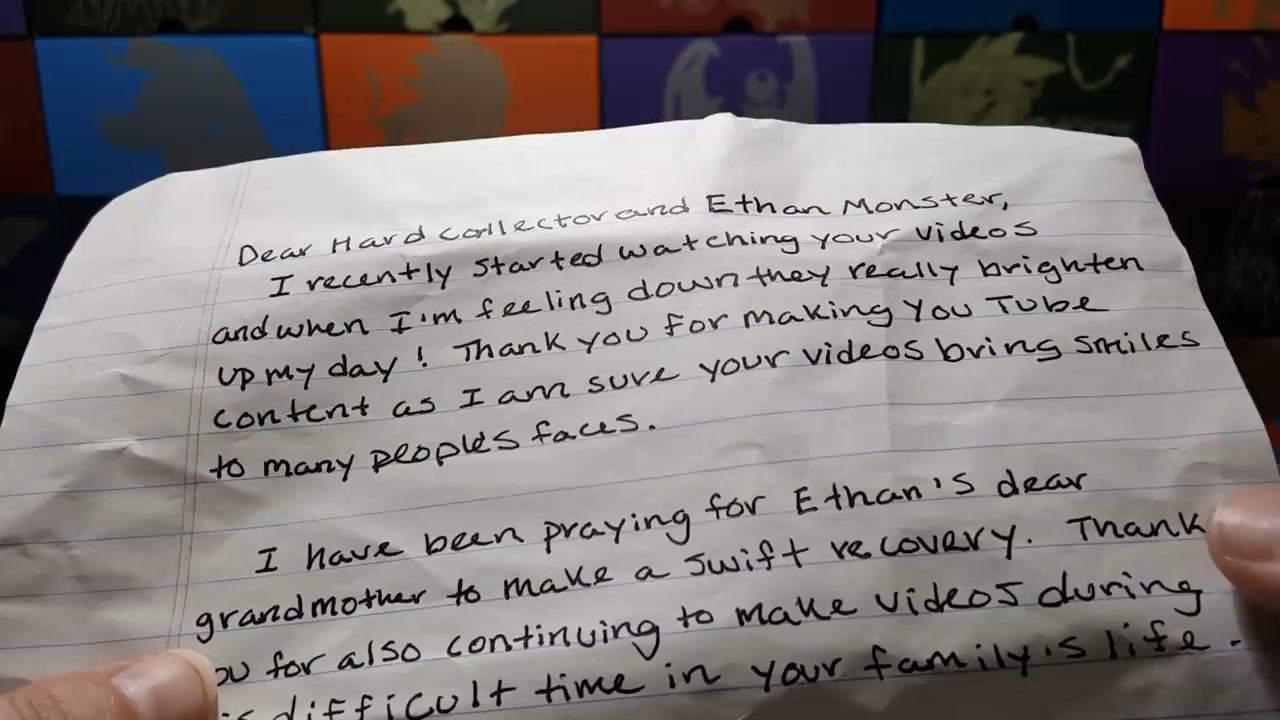 Dear Hard Collector and Ethan Monster,
I recently started watching your videos
and when I'm feeling down they really brighten
up my day! Thank you for making You Tube
content as I am sure your videos bring smiles
to many people's faces.
I have been praying for Ethan's dear
grandmother to make a swift recovery. Thank
ou for also continuing to make videos during
is difficult time in your family's life.